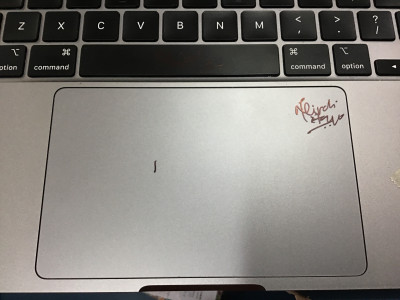 Z X C V B N M < , > . ? /
option ⌘ command ⌘ command ⌥ option ◄